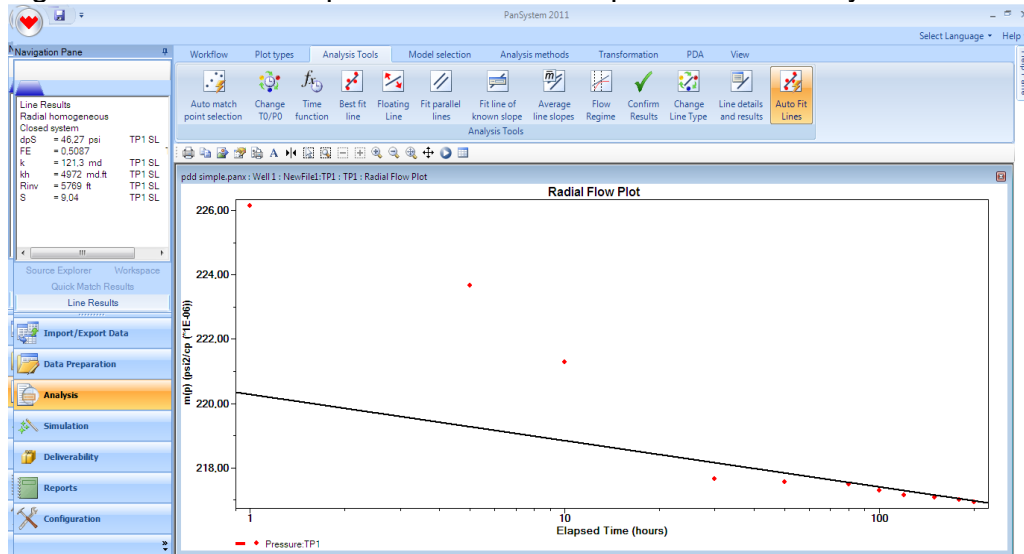 PanSystem 2011
Select Language Help
Navigation Pane
Workflow Plot types Analysis Tools Model selection Analysis methods Transformation PDA View
Auto match point selection
Change T0/P0
Time function
Best fit line
Floating Line
Fit parallel lines
Fit line of known slope
Average line slopes
Flow Regime
Confirm Results
Change Line Type
Line details and results
Auto Fit Lines
Analysis Tools
Line Results
Radial homogeneous
Closed system
dpS = 46,27 psi TP1 SL
FE = 0.5087
k = 121,3 md TP1 SL
kh = 4972 md.ft TP1 SL
Rinv = 5769 ft TP1 SL
S = 9,04 TP1 SL
Source Explorer Workspace
Quick Match Results
Line Results
Import/Export Data
Data Preparation
Analysis
Simulation
Deliverability
Reports
Configuration
pdd simple.panx : Well 1 : NewFile1:TP1 : TP1 : Radial Flow Plot
Radial Flow Plot
226,00
224,00
222,00
220,00
218,00
m(p) (psi2/cp (*1E-06))
1 10 100
Elapsed Time (hours)
Pressure:TP1